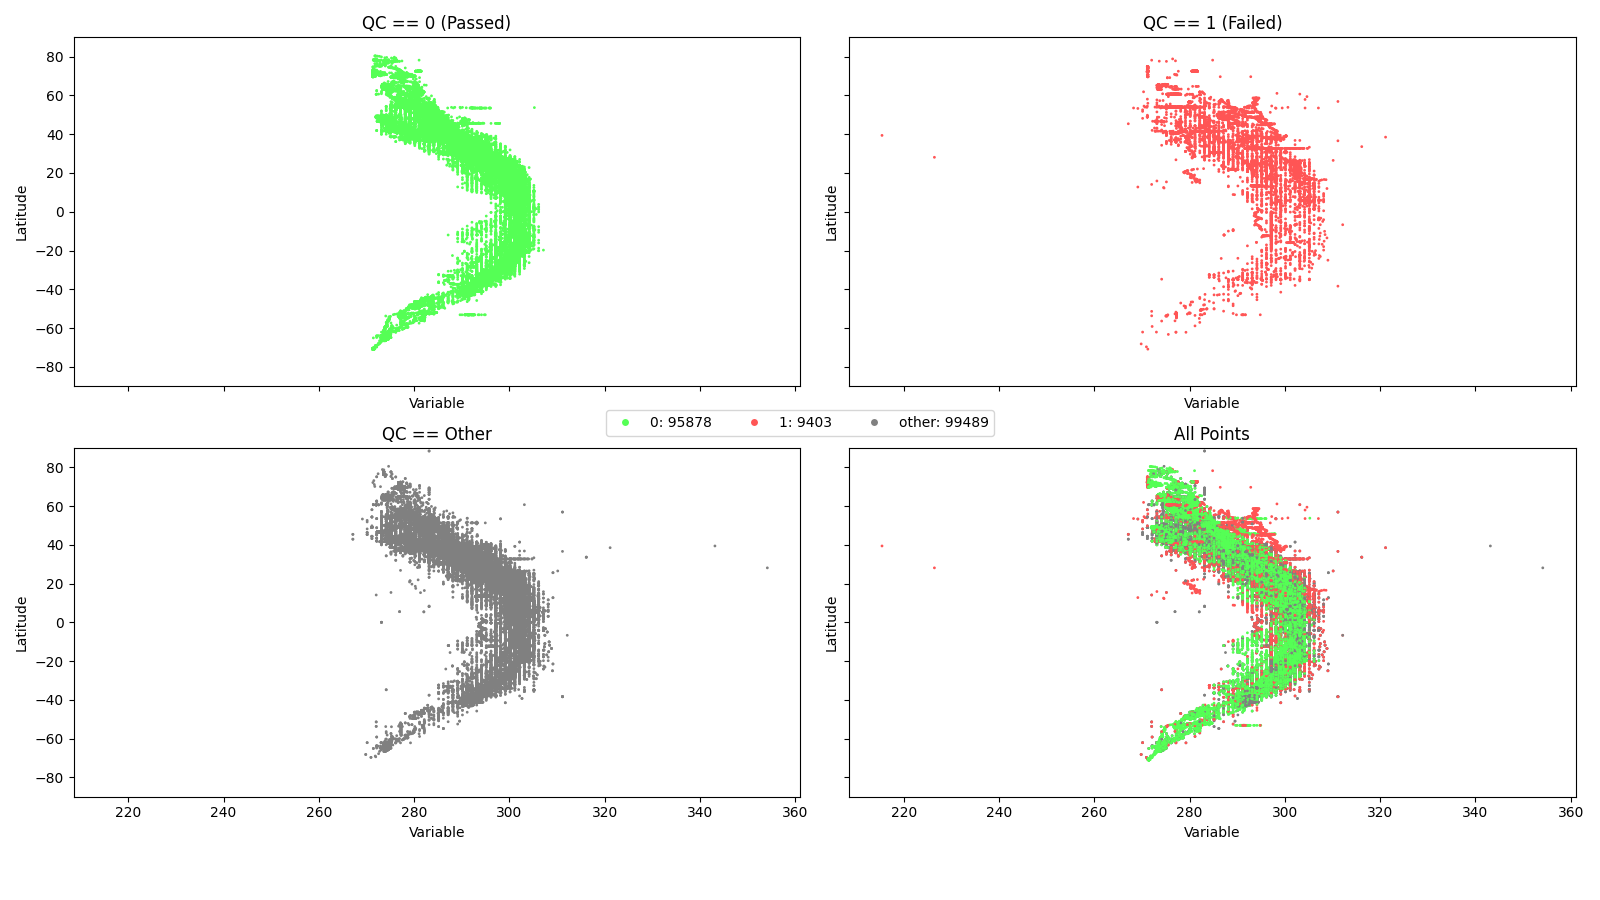 QC == 0 (Passed)
QC == 1 (Failed)
80
60
40
20
0
−20
−40
−60
−80
Latitude
Latitude
Variable
Variable
0: 95878
1: 9403
other: 99489
QC == Other
All Points
80
60
40
20
0
−20
−40
−60
−80
Latitude
Latitude
220 240 260 280 300 320 340 360
220 240 260 280 300 320 340 360
Variable
Variable